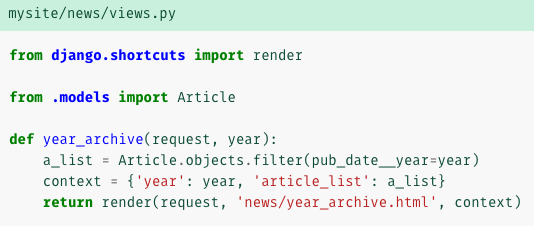 mysite/news/views.py
from django.shortcuts import render
from .models import Article
def year_archive(request, year):
    a_list = Article.objects.filter(pub_date__year=year)
    context = {'year': year, 'article_list': a_list}
    return render(request, 'news/year_archive.html', context)